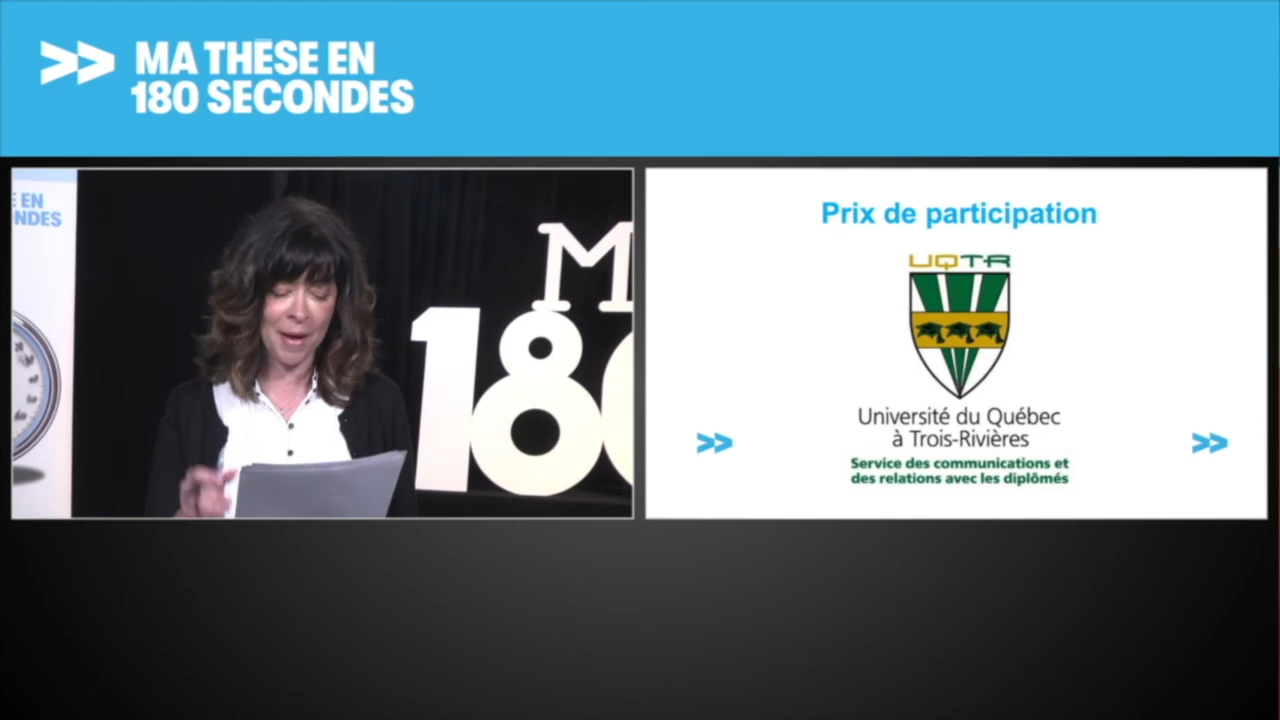 >> MA THÈSE EN
180 SECONDES
E EN
NDES
M
180
Prix de participation
UQTR
Université du Québec
à Trois-Rivières
>> >>
Service des communications et
des relations avec les diplômés